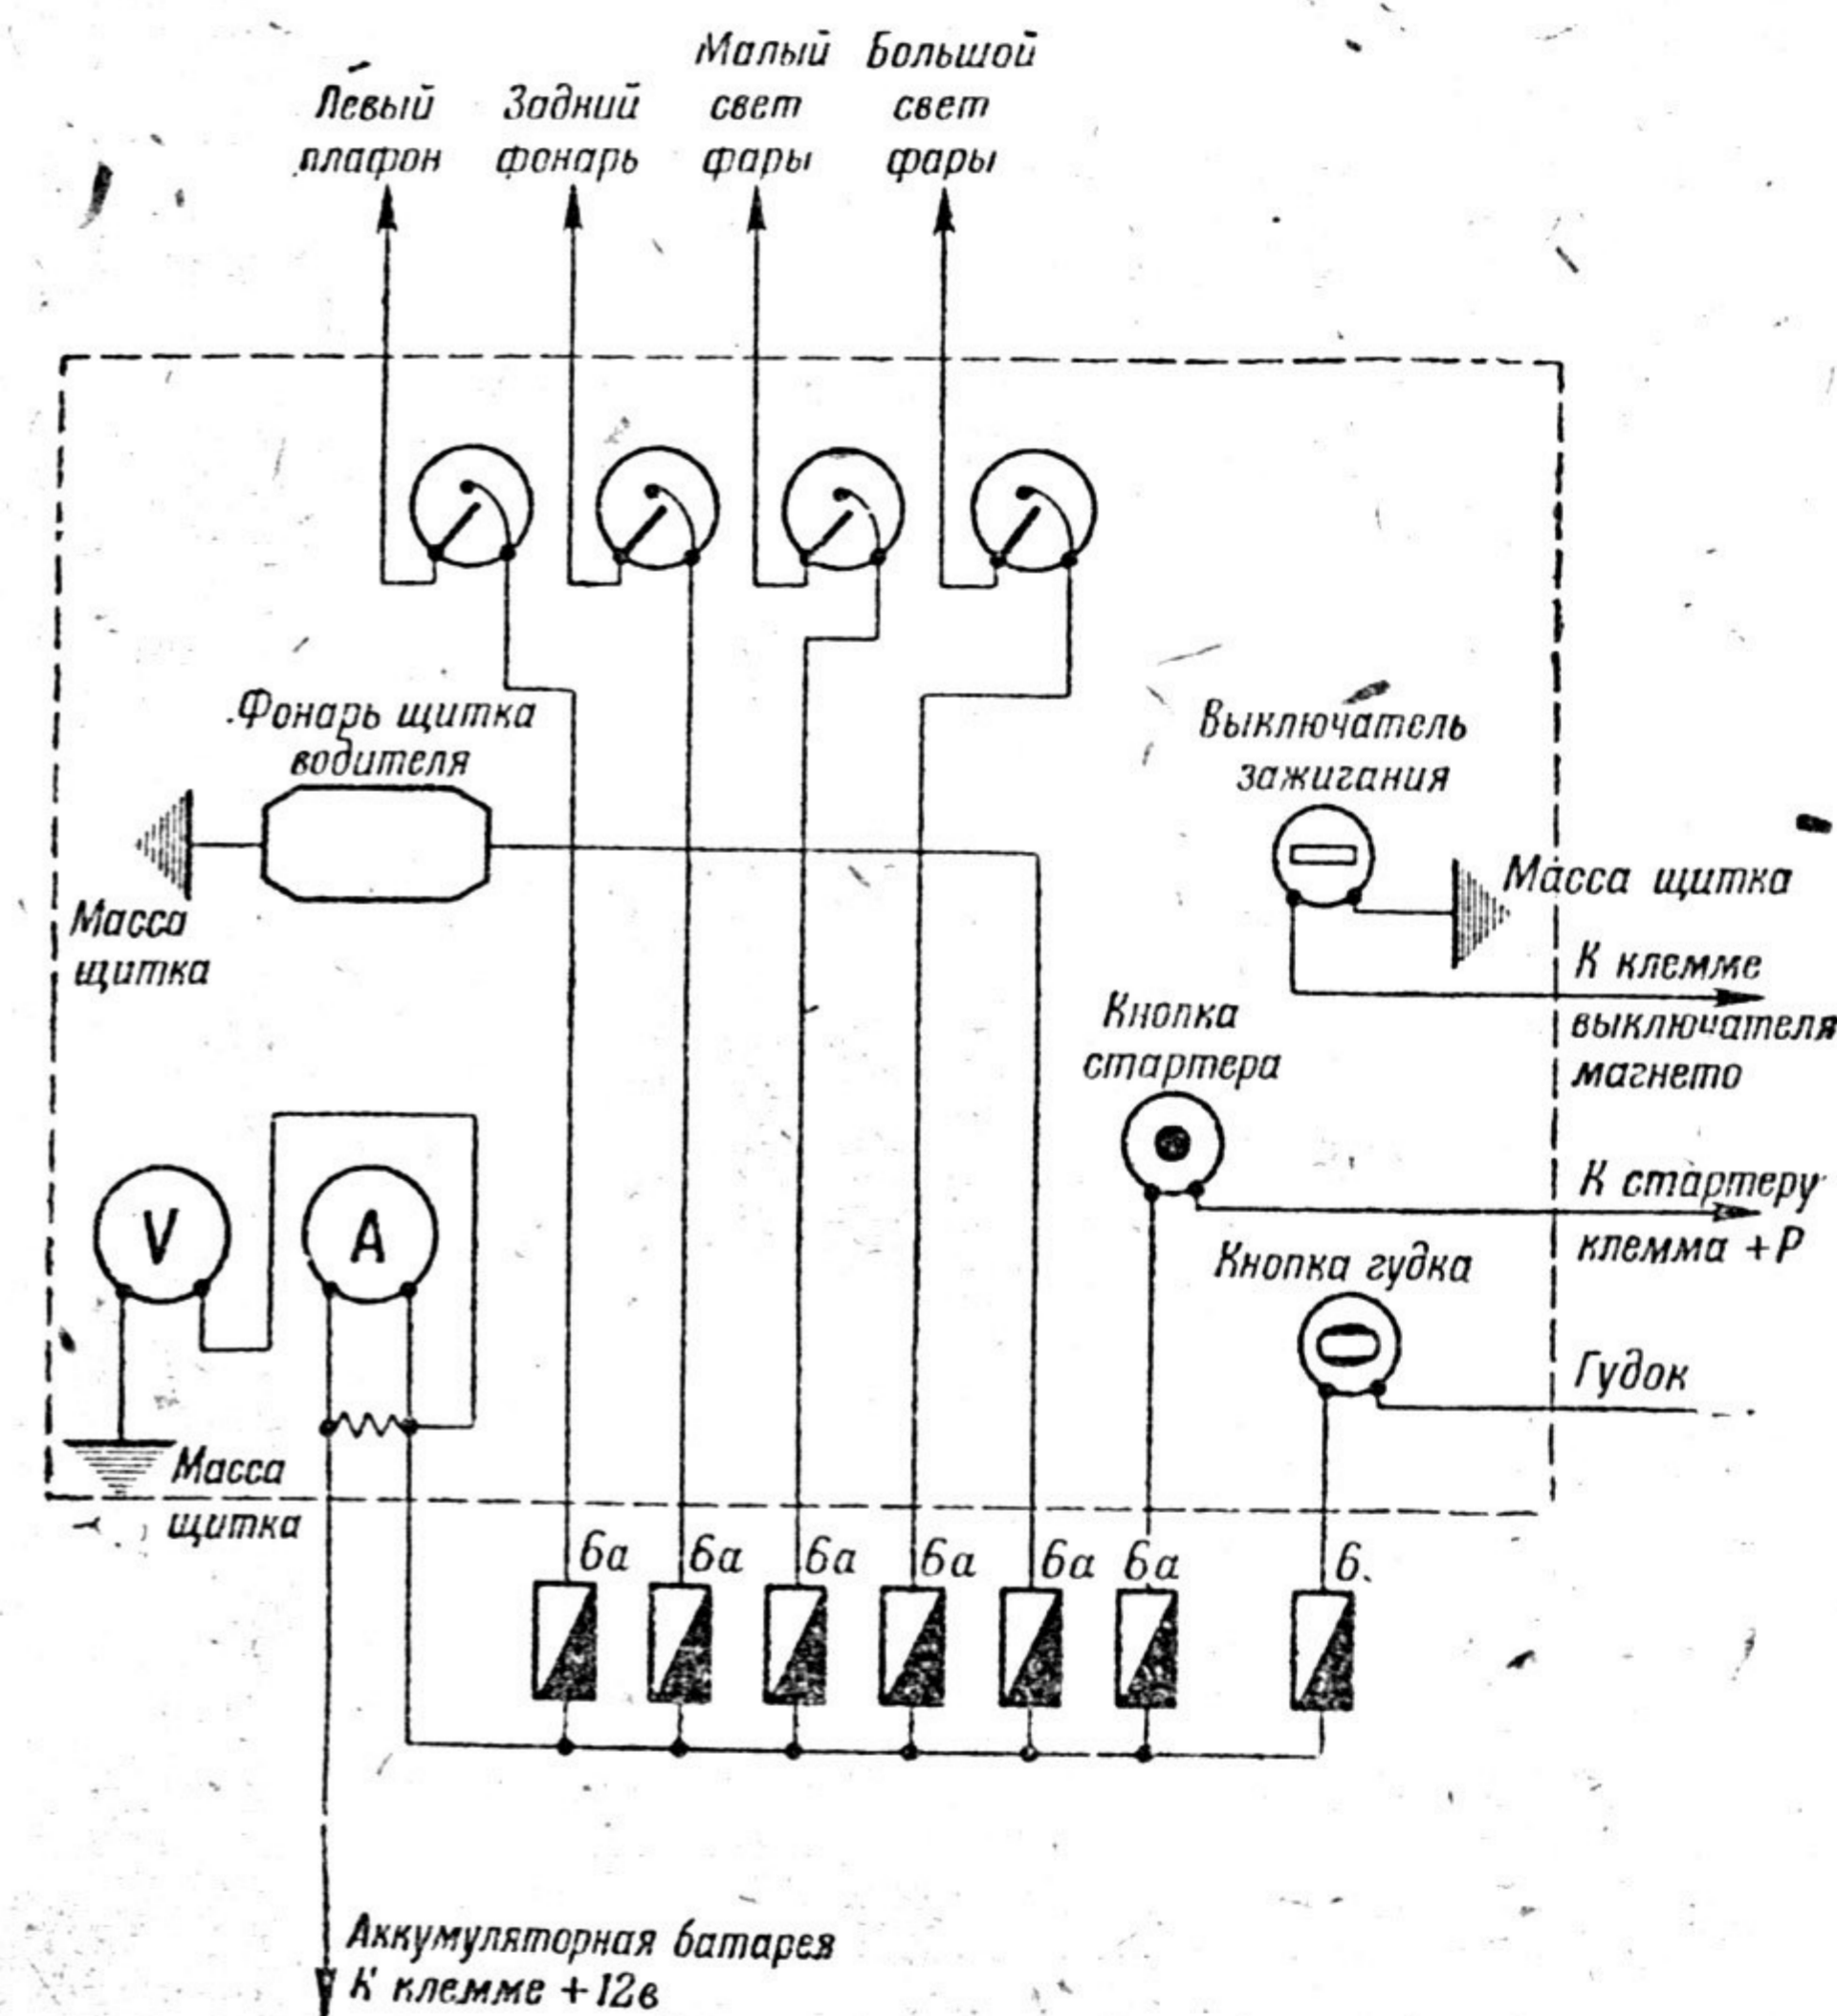 Левый
плафон
Задний
фонарь
Малый
свет
фары
Большой
свет
фары
Фонарь щитка
водителя
Масса
щитка
Выключатель
зажигания
Масса щитка
К клемме
выключателя
магнето
Кнопка
стартера
К стартеру
клемма +Р
Кнопка гудка
Гудок
V
A
Масса
щитка
6а
6а
6а
6а
6а
6а
6.
Аккумуляторная батарея
К клемме +12в